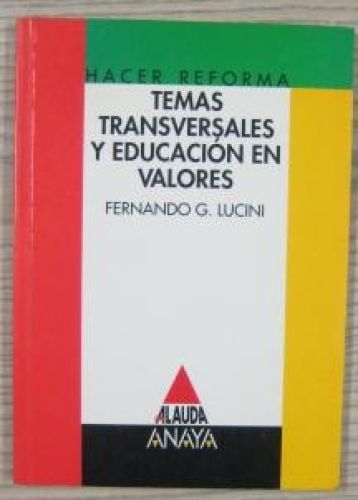 HACER REFORMA
TEMAS
TRANSVERSALES
Y EDUCACIÓN EN
VALORES
FERNANDO G. LUCINI
ALAUDA
ANAYA